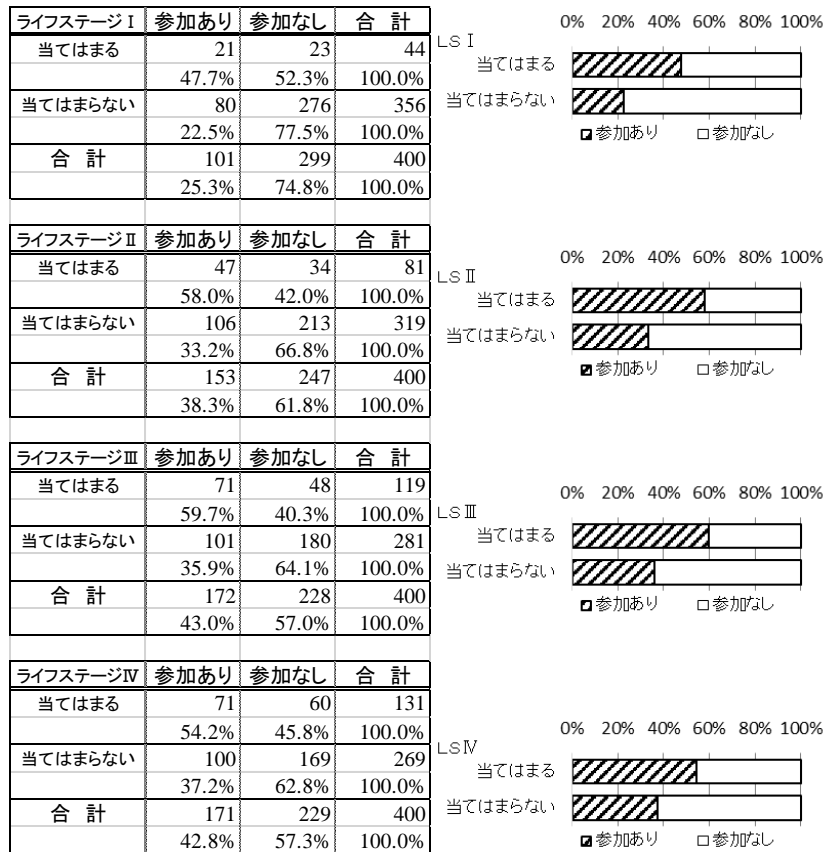 ライフステージⅠ 参加あり 参加なし 合 計
当てはまる 21 23 44
47.7% 52.3% 100.0%
当てはまらない 80 276 356
22.5% 77.5% 100.0%
合 計 101 299 400
25.3% 74.8% 100.0%
0% 20% 40% 60% 80% 100%
LSⅠ
当てはまる
当てはまらない
参加あり 参加なし
ライフステージⅡ 参加あり 参加なし 合 計
当てはまる 47 34 81
58.0% 42.0% 100.0%
当てはまらない 106 213 319
33.2% 66.8% 100.0%
合 計 153 247 400
38.3% 61.8% 100.0%
0% 20% 40% 60% 80% 100%
LSⅡ
当てはまる
当てはまらない
参加あり 参加なし
ライフステージⅢ 参加あり 参加なし 合 計
当てはまる 71 48 119
59.7% 40.3% 100.0%
当てはまらない 101 180 281
35.9% 64.1% 100.0%
合 計 172 228 400
43.0% 57.0% 100.0%
0% 20% 40% 60% 80% 100%
LSⅢ
当てはまる
当てはまらない
参加あり 参加なし
ライフステージⅣ 参加あり 参加なし 合 計
当てはまる 71 60 131
54.2% 45.8% 100.0%
当てはまらない 100 169 269
37.2% 62.8% 100.0%
合 計 171 229 400
42.8% 57.3% 100.0%
0% 20% 40% 60% 80% 100%
LSⅣ
当てはまる
当てはまらない
参加あり 参加なし